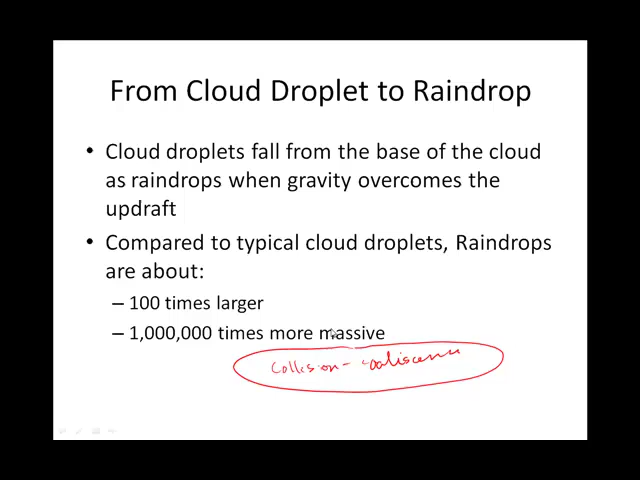 From Cloud Droplet to Raindrop
• Cloud droplets fall from the base of the cloud
as raindrops when gravity overcomes the
updraft
• Compared to typical cloud droplets, Raindrops
are about:
– 100 times larger
– 1,000,000 times more massive
Collision-